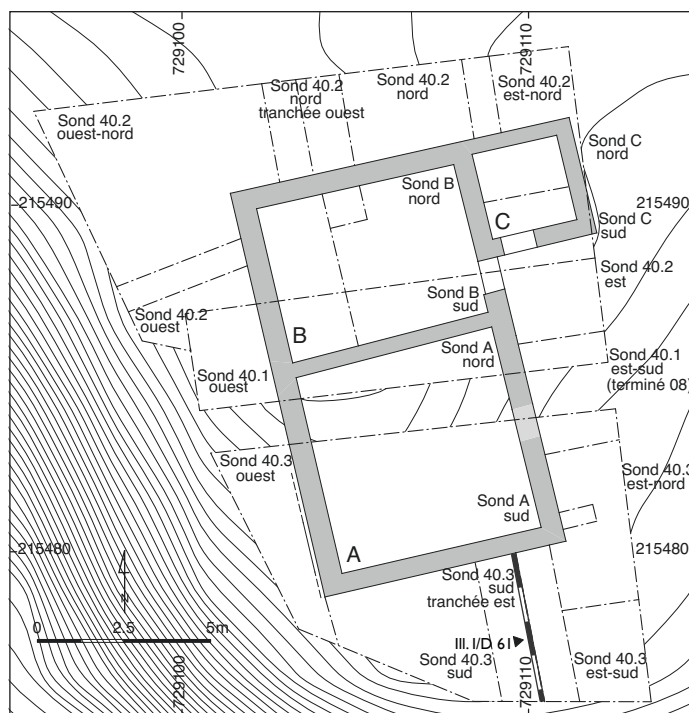 729100
729110
Sond 40.2
ouest-nord
Sond 40.2
nord
tranchée ouest
Sond 40.2
nord
Sond 40.2
est-nord
Sond C
nord
Sond B
nord
215490
215490
C
Sond C
sud
Sond 40.2
est
Sond B
sud
Sond 40.2
ouest
B
Sond A
nord
Sond 40.1
est-sud
(terminé 08)
Sond 40.1
ouest
Sond 40.3
ouest
Sond 40.3
est-nord
Sond A
sud
215480
215480
A
Sond 40.3
sud
tranchée est
N
0 2.5 5m
Ill. I/D 61
Sond 40.3
sud
Sond 40.3
est-sud
729100
729110